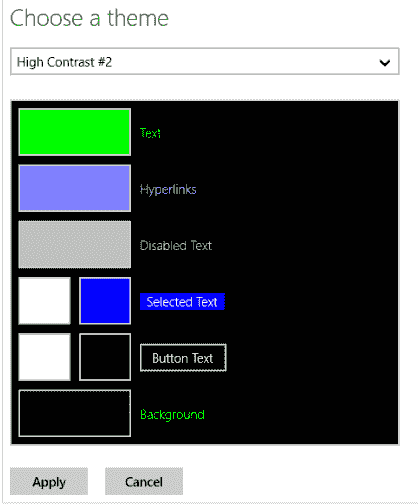 Choose a theme
High Contrast #2
Text
Hyperlinks
Disabled Text
Selected Text
Button Text
Background
Apply Cancel